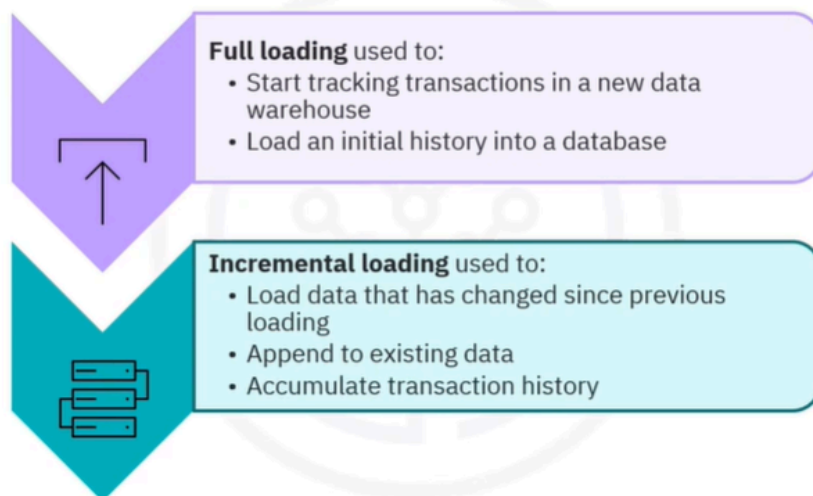 Full loading used to:
• Start tracking transactions in a new data
warehouse
• Load an initial history into a database
Incremental loading used to:
• Load data that has changed since previous
loading
• Append to existing data
• Accumulate transaction history